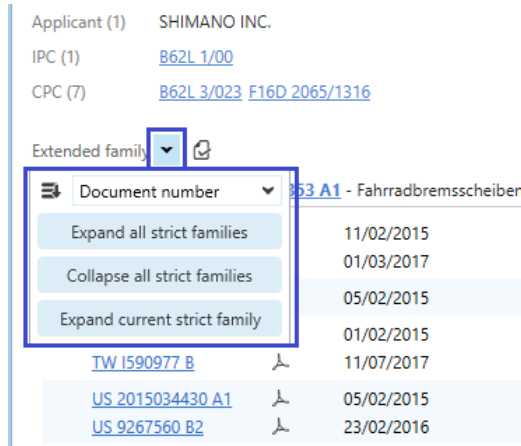 Applicant (1) SHIMANO INC.
IPC (1) B62L 1/00
CPC (7) B62L 3/023 F16D 2065/1316
Extended family
Document number
A1 - Fahrradbremsscheiben
Expand all strict families
11/02/2015
Collapse all strict families
01/03/2017
05/02/2015
Expand current strict family
01/02/2015
TW I590977 B 11/07/2017
US 2015034430 A1 05/02/2015
US 9267560 B2 23/02/2016